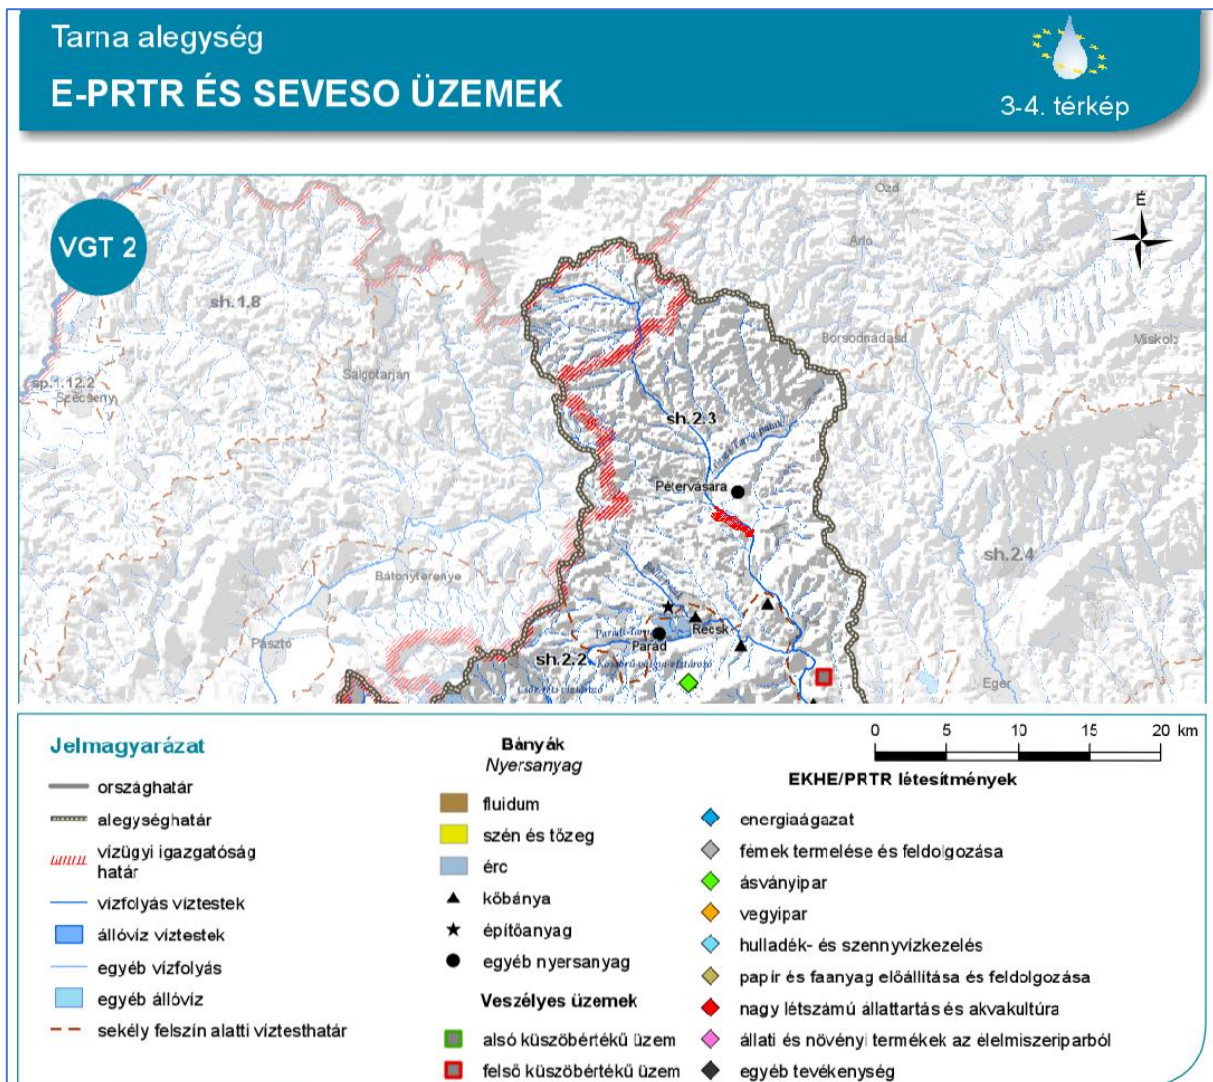 Tarna alegység
E-PRTR ÉS SEVESO ÜZEMEK
3-4. térkép
VGT 2
É
Ózd
Arló
sh.1.8
Borsodnádasd
Miskolc
Salgótarján
sp.1.12.2
Szécsény
sh.2.3
Pétervására
sh.2.4
Bátonyterenye
Recsk
Pásztó
Parádi-Tarna
Parád
sh.2.2
Eger
Jelmagyarázat
országhatár
alegységhatár
vízügyi igazgatóság
határ
vízfolyás víztestek
állóvíz víztestek
egyéb vízfolyás
egyéb állóvíz
sekély felszín alatti víztesthatár
Bányák
Nyersanyag
fluidum
szén és tőzeg
érc
kőbánya
építőanyag
egyéb nyersanyag
Veszélyes üzemek
alsó küszöbértékű üzem
felső küszöbértékű üzem
0 5 10 15 20 km
EKHE/PRTR létesítmények
energiaágazat
fémek termelése és feldolgozása
ásványipar
vegyipar
hulladék- és szennyvízkezelés
papír és faanyag előállítása és feldolgozása
nagy létszámú állattartás és akvakultúra
állati és növényi termékek az élelmiszeriparból
egyéb tevékenység